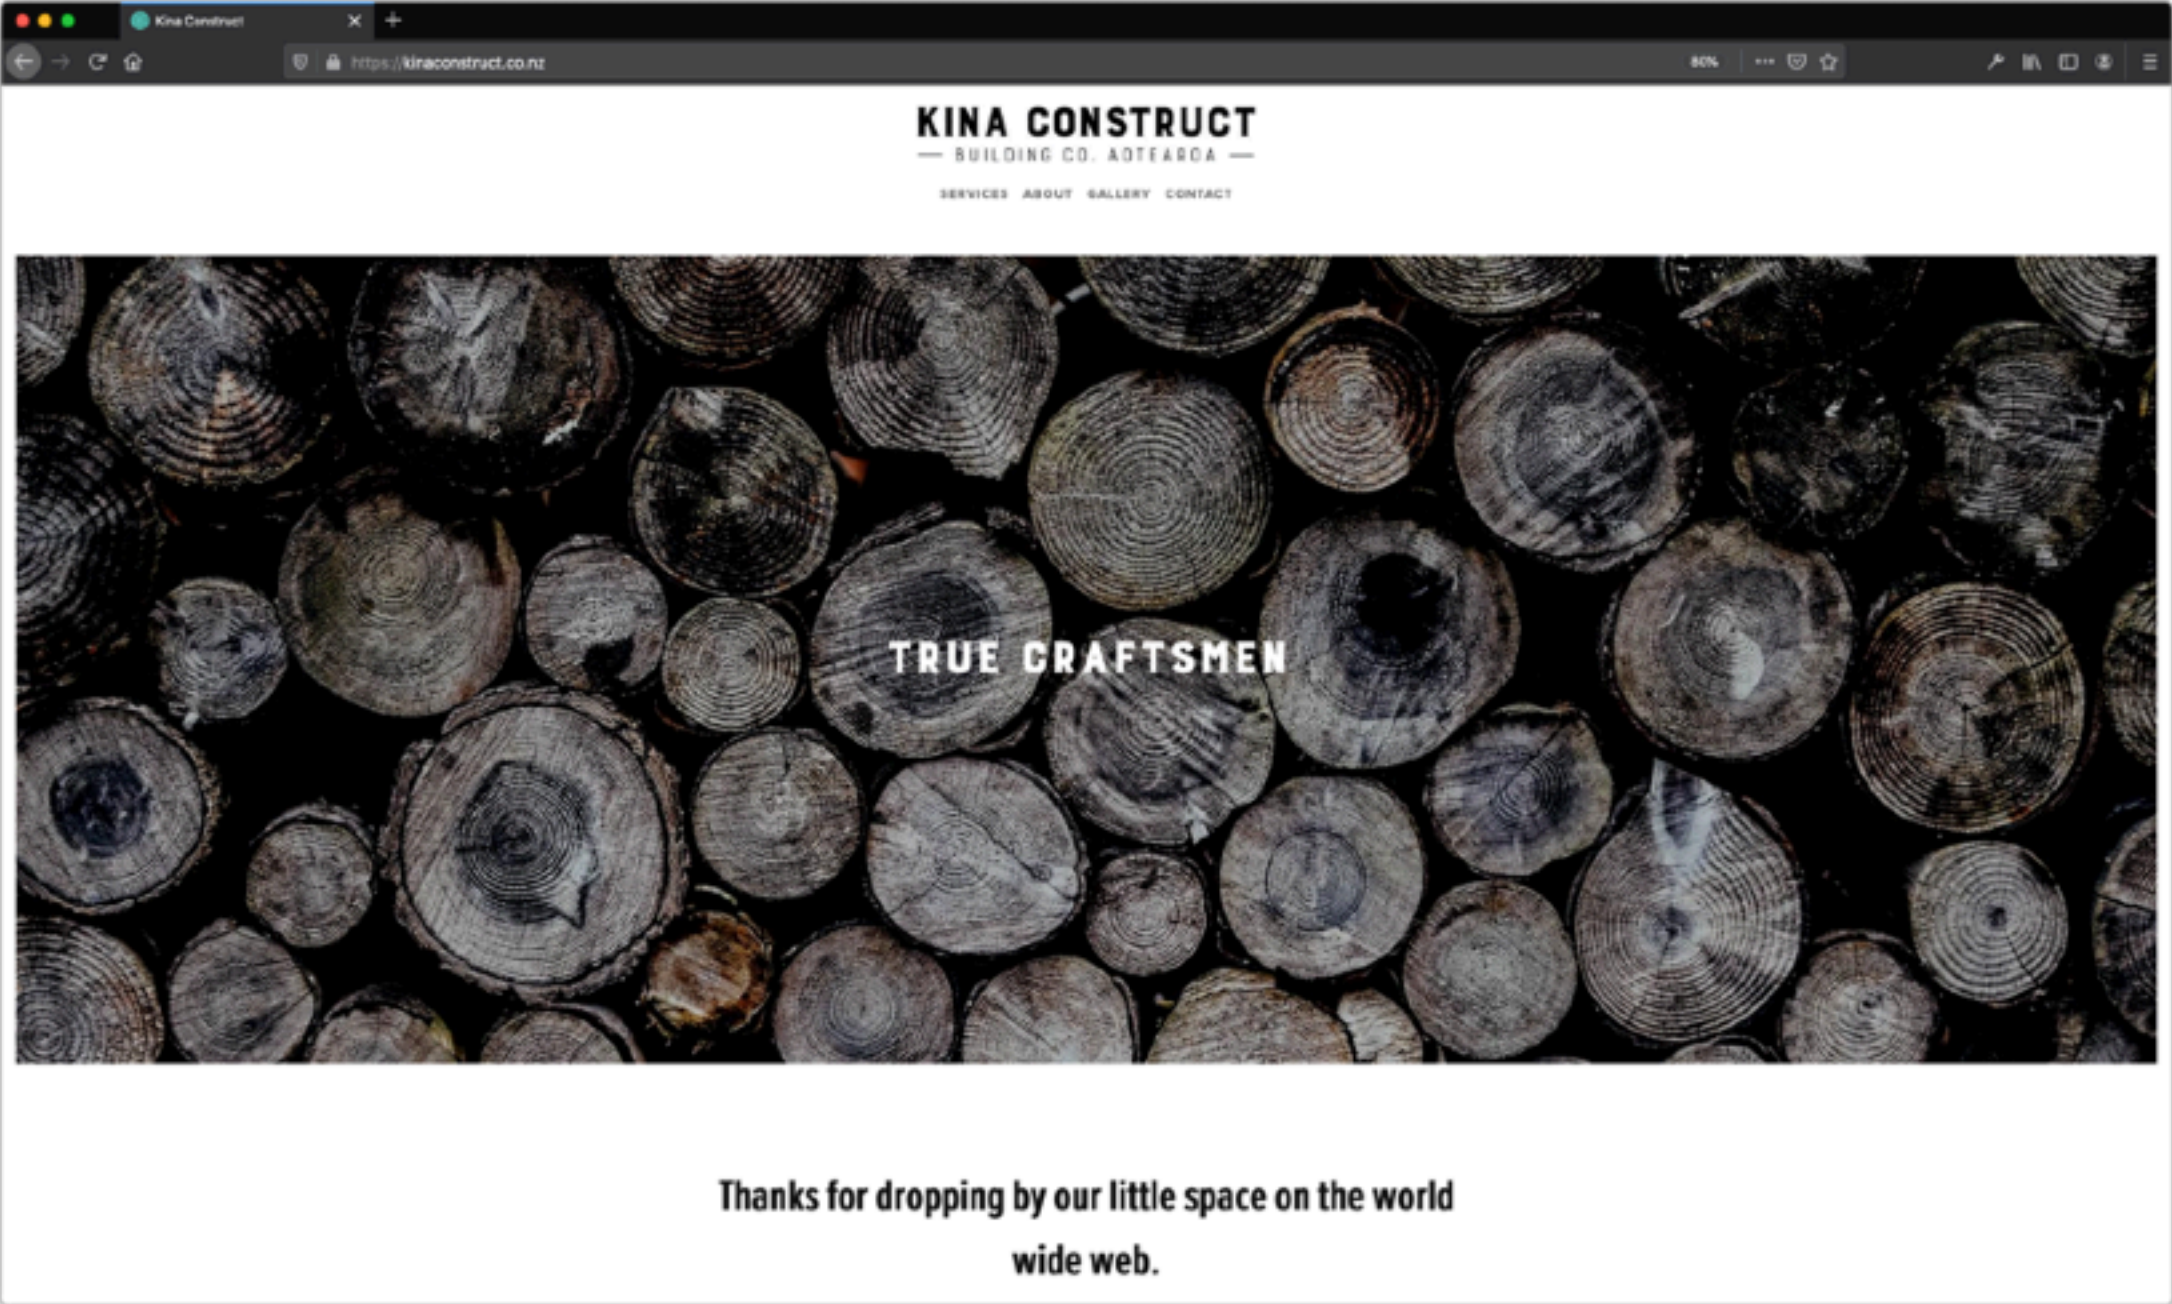 Kina Construct
https://kinaconstruct.co.nz
80%
KINA CONSTRUCT
BUILDING CO. AOTEAROA
SERVICES ABOUT GALLERY CONTACT
TRUE CRAFTSMEN
Thanks for dropping by our little space on the world
wide web.